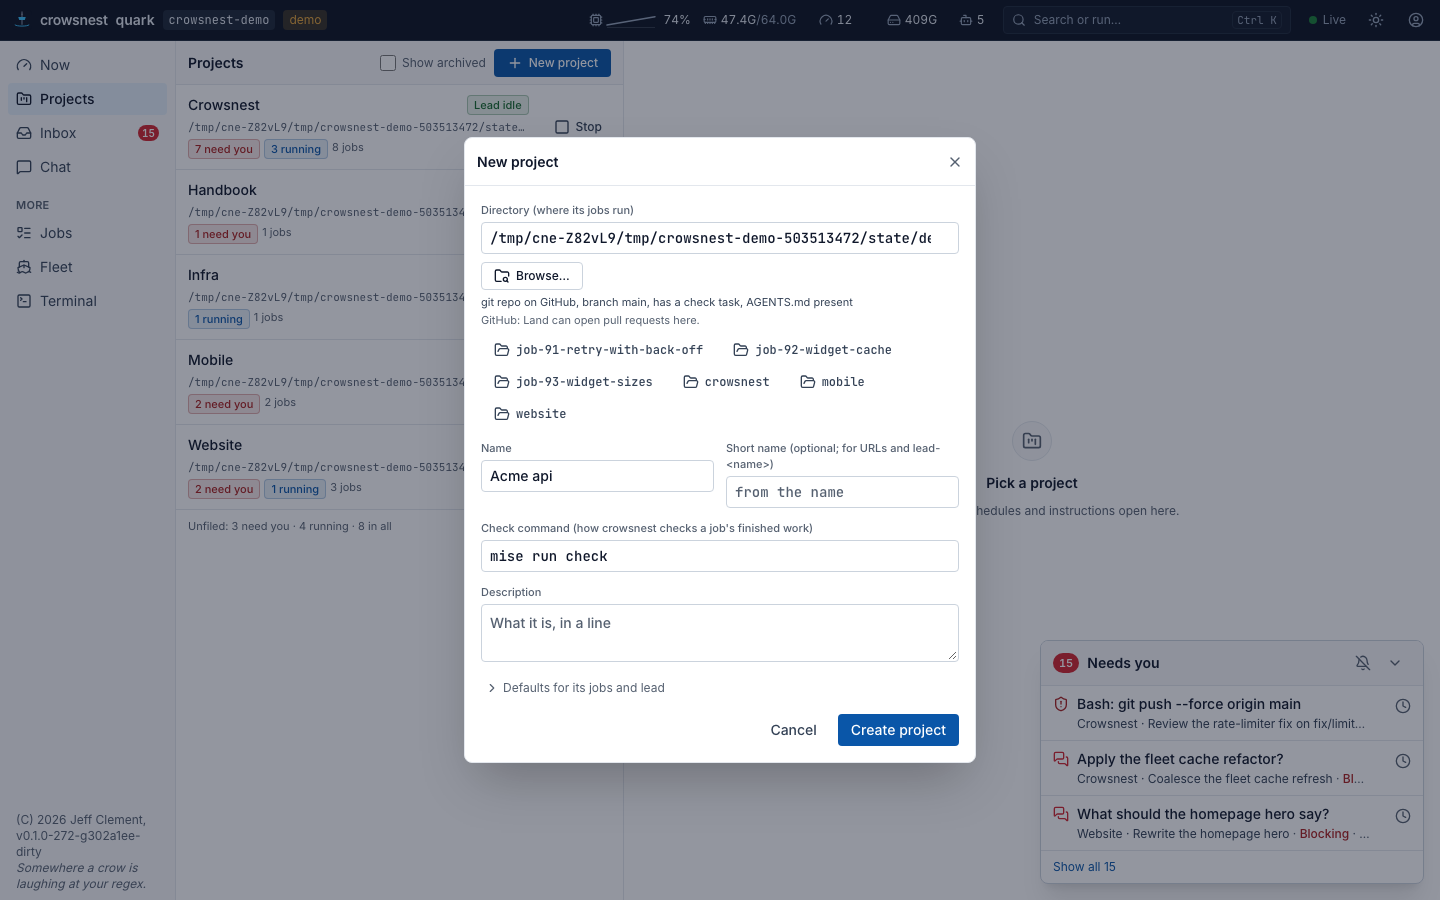 crowsnest quark crowsnest-demo demo 74% 47.4G/64.0G 12 409G 5 Search or run... Ctrl K Live
Now
Projects
Inbox 15
Chat
MORE
Jobs
Fleet
Terminal
(C) 2026 Jeff Clement,
v0.1.0-272-g302a1ee-
dirty
Somewhere a crow is
laughing at your regex.
Projects Show archived New project
Crowsnest Lead idle
/tmp/cne-Z82vL9/tmp/crowsnest-demo-503513472/state… Stop
7 need you 3 running 8 jobs
Handbook
/tmp/cne-Z82vL9/tmp/crowsnest-demo-5035134
1 need you 1 jobs
Infra
/tmp/cne-Z82vL9/tmp/crowsnest-demo-5035134
1 running 1 jobs
Mobile
/tmp/cne-Z82vL9/tmp/crowsnest-demo-5035134
2 need you 2 jobs
Website
/tmp/cne-Z82vL9/tmp/crowsnest-demo-5035134
2 need you 1 running 3 jobs
Unfiled: 3 need you · 4 running · 8 in all
New project
Directory (where its jobs run)
/tmp/cne-Z82vL9/tmp/crowsnest-demo-503513472/state/de
Browse...
git repo on GitHub, branch main, has a check task, AGENTS.md present
GitHub: Land can open pull requests here.
job-91-retry-with-back-off job-92-widget-cache
job-93-widget-sizes crowsnest mobile
website
Name
Acme api
Short name (optional; for URLs and lead-
<name>)
from the name
Check command (how crowsnest checks a job's finished work)
mise run check
Description
What it is, in a line
Defaults for its jobs and lead
Cancel Create project
Pick a project
hedules and instructions open here.
15 Needs you
Bash: git push --force origin main
Crowsnest · Review the rate-limiter fix on fix/limit...
Apply the fleet cache refactor?
Crowsnest · Coalesce the fleet cache refresh · Bl...
What should the homepage hero say?
Website · Rewrite the homepage hero · Blocking · ...
Show all 15